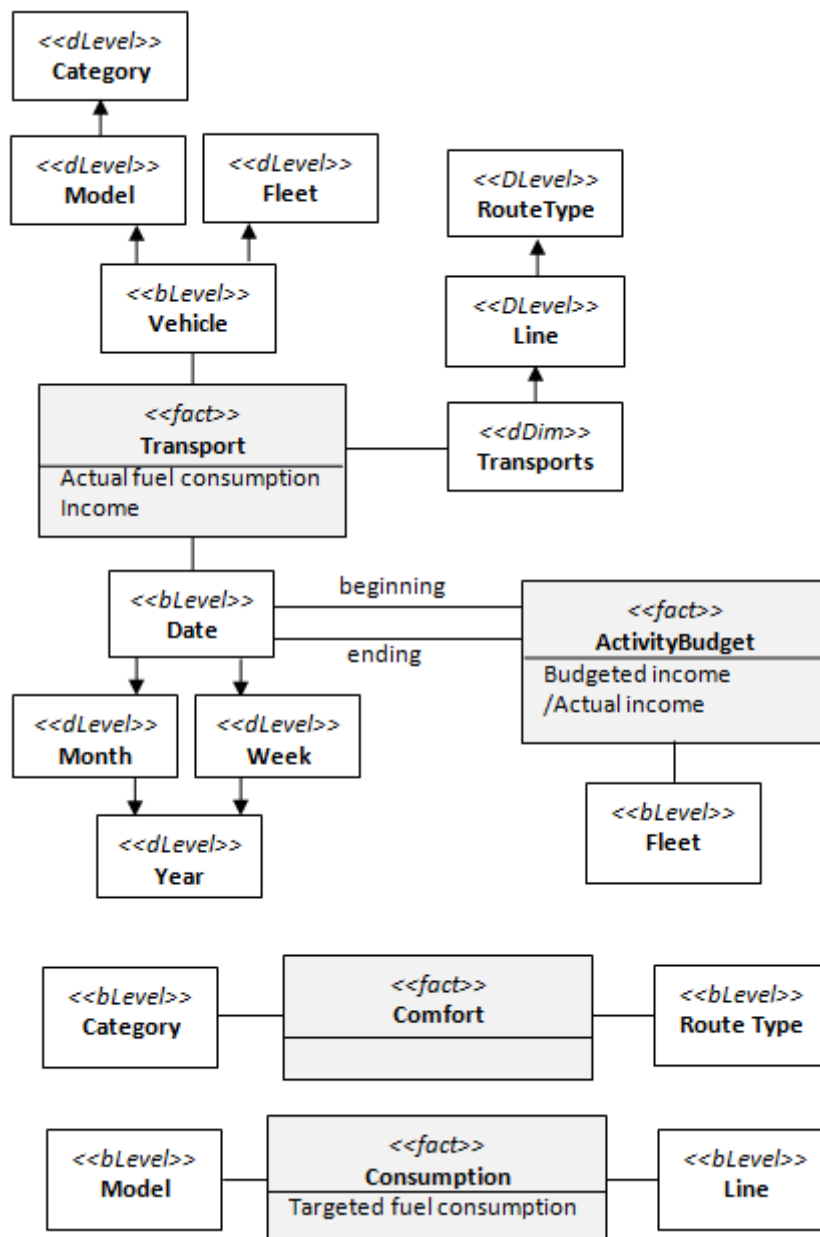 <<dLevel>>
Category
<<dLevel>>
Model
<<dLevel>>
Fleet
<<DLevel>>
RouteType
<<bLevel>>
Vehicle
<<DLevel>>
Line
<<fact>>
Transport
Actual fuel consumption
Income
<<dDim>>
Transports
<<bLevel>>
Date
beginning
ending
<<fact>>
ActivityBudget
Budgeted income
/Actual income
<<dLevel>>
Month
<<dLevel>>
Week
<<dLevel>>
Year
<<bLevel>>
Fleet
<<bLevel>>
Category
<<fact>>
Comfort
<<bLevel>>
Route Type
<<bLevel>>
Model
<<fact>>
Consumption
Targeted fuel consumption
<<bLevel>>
Line